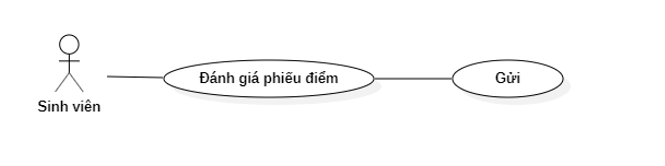 Đánh giá phiếu điểm
Gửi
Sinh viên